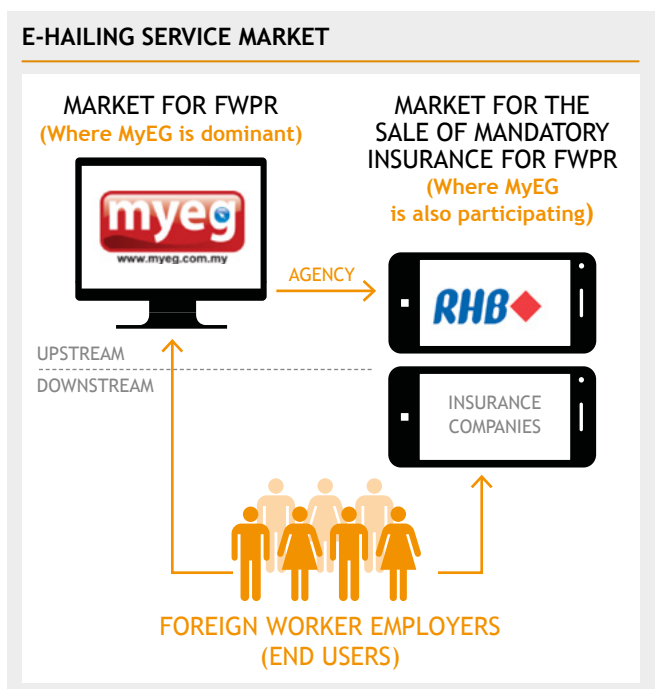 E-HAILING SERVICE MARKET
MARKET FOR FWPR
(Where MyEG is dominant)
MARKET FOR THE
SALE OF MANDATORY
INSURANCE FOR FWPR
(Where MyEG
is also participating)
myeg
www.myeg.com.my
AGENCY
RHB
UPSTREAM
DOWNSTREAM
INSURANCE
COMPANIES
FOREIGN WORKER EMPLOYERS
(END USERS)